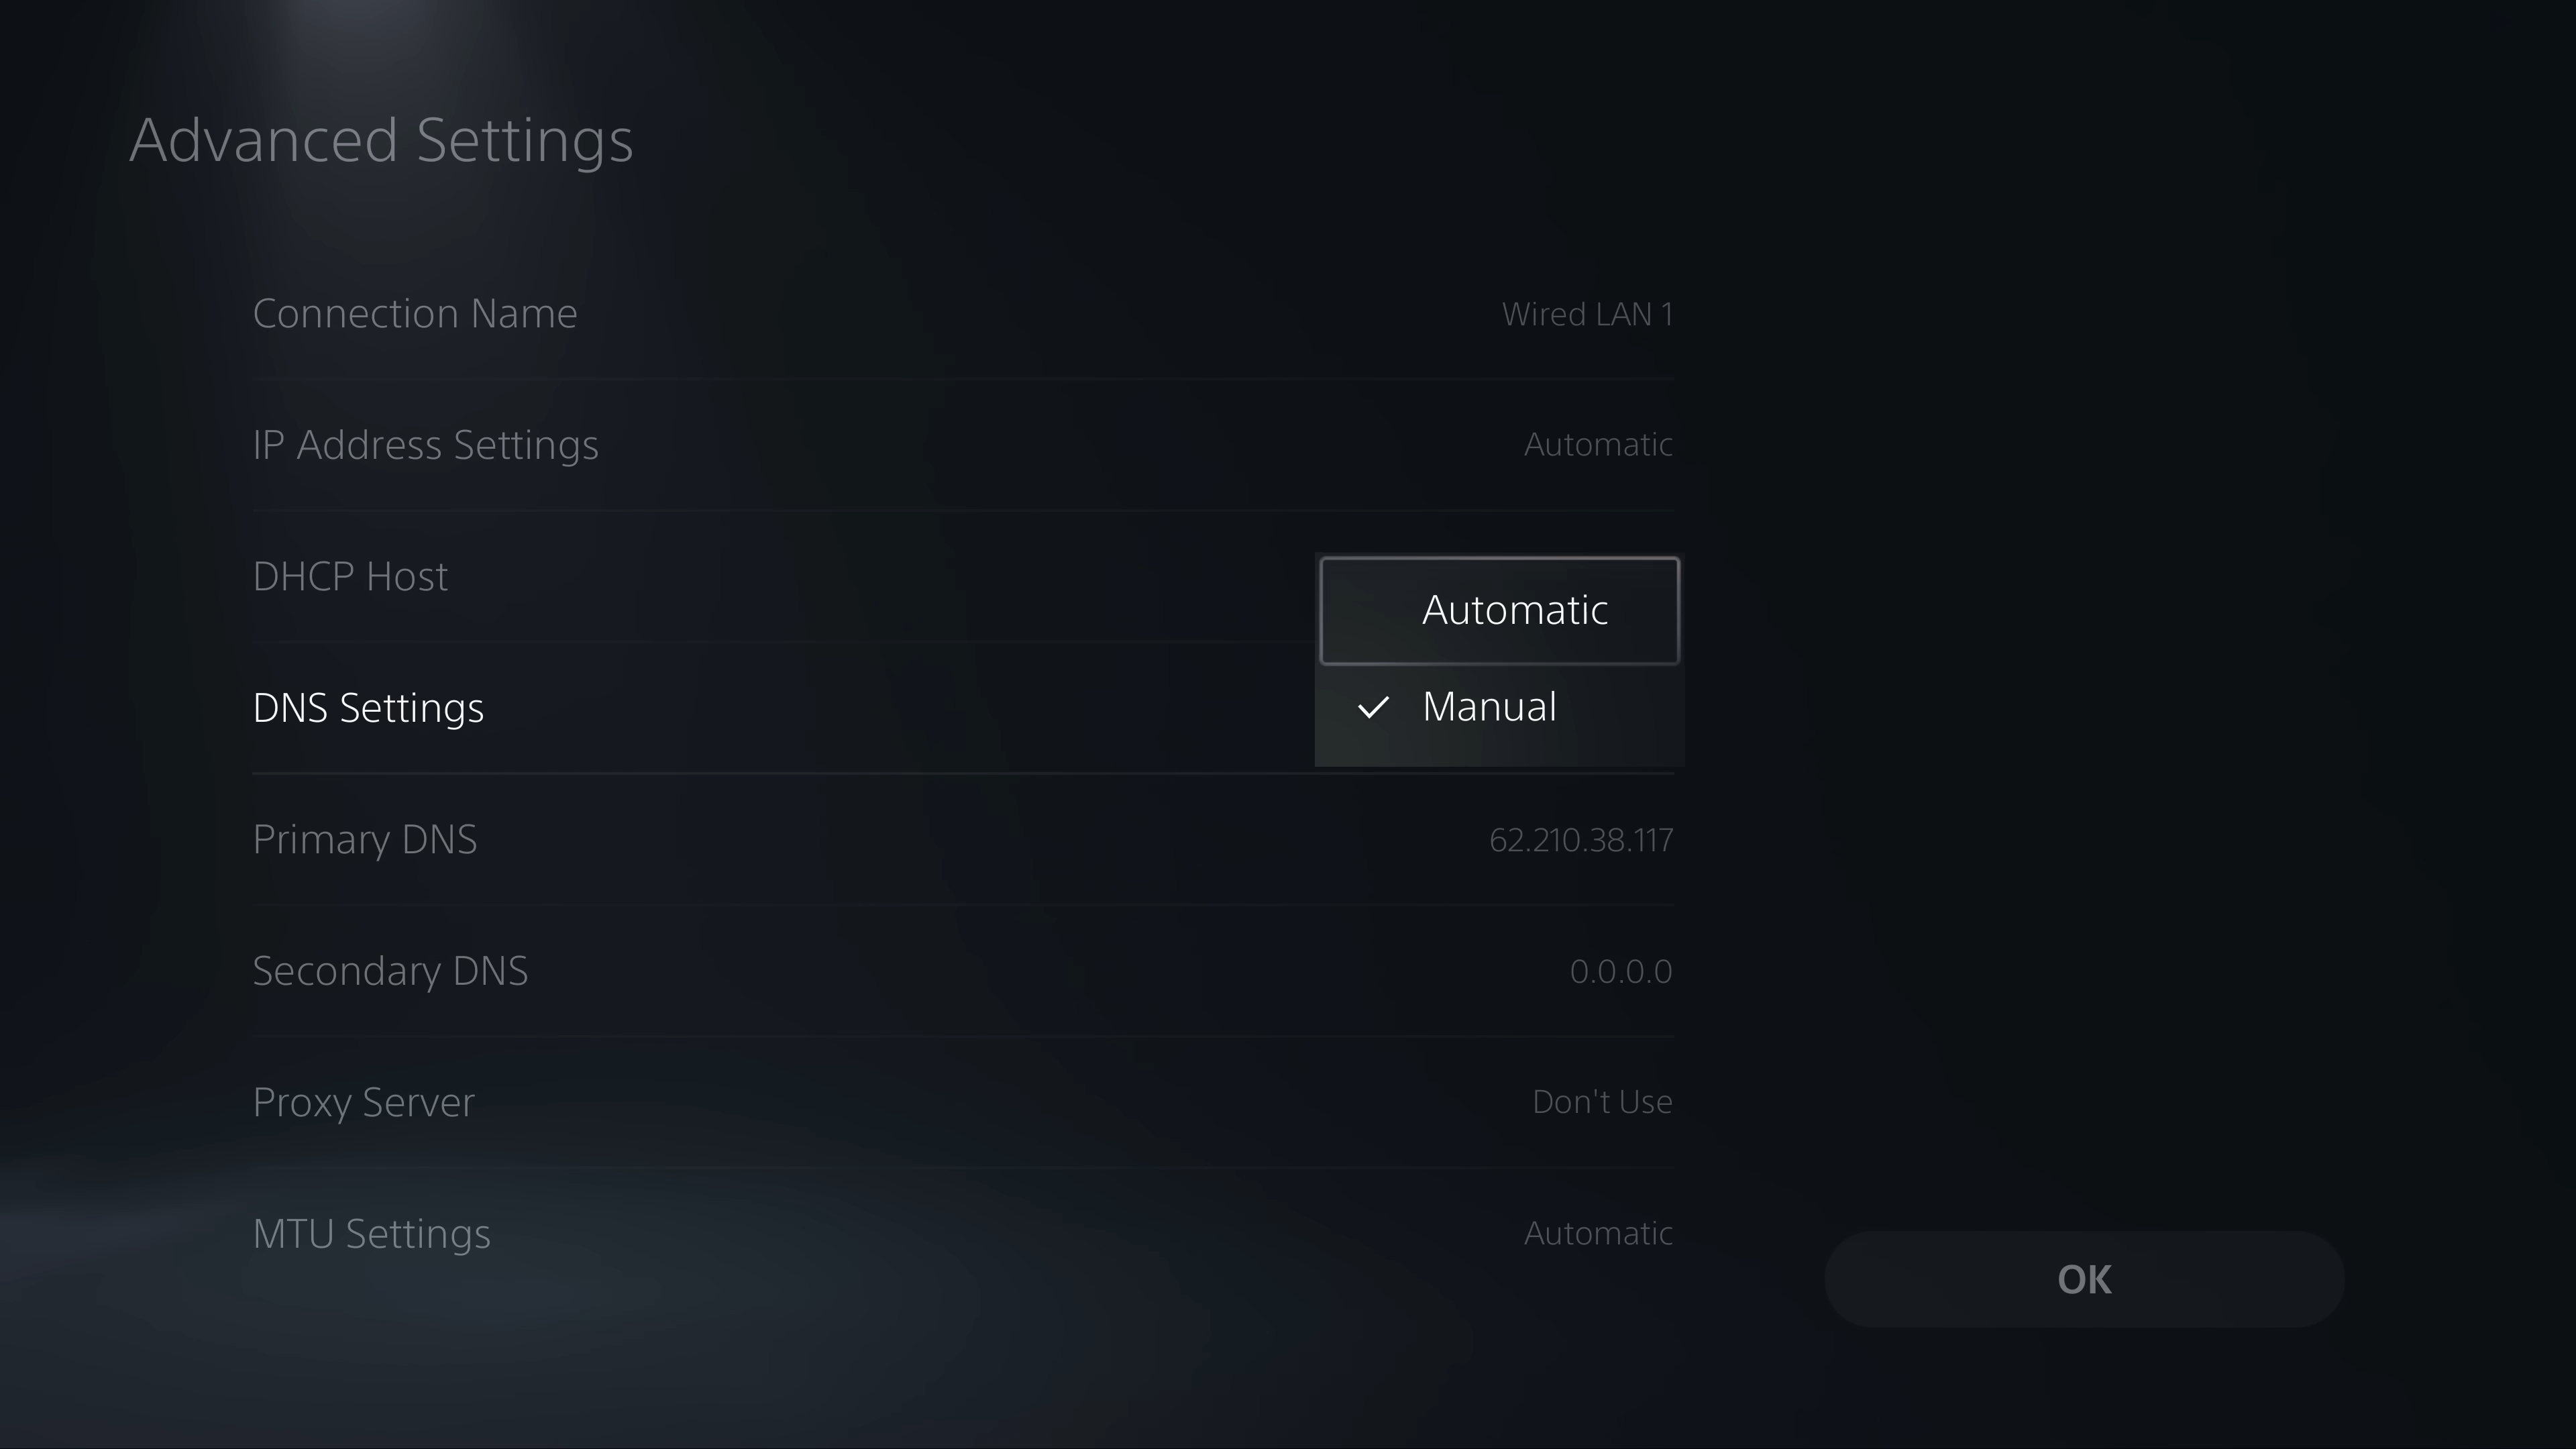 Advanced Settings
Connection Name Wired LAN 1
IP Address Settings Automatic
DHCP Host
Automatic
DNS Settings Manual
Primary DNS 62.210.38.117
Secondary DNS 0.0.0.0
Proxy Server Don't Use
MTU Settings Automatic
OK